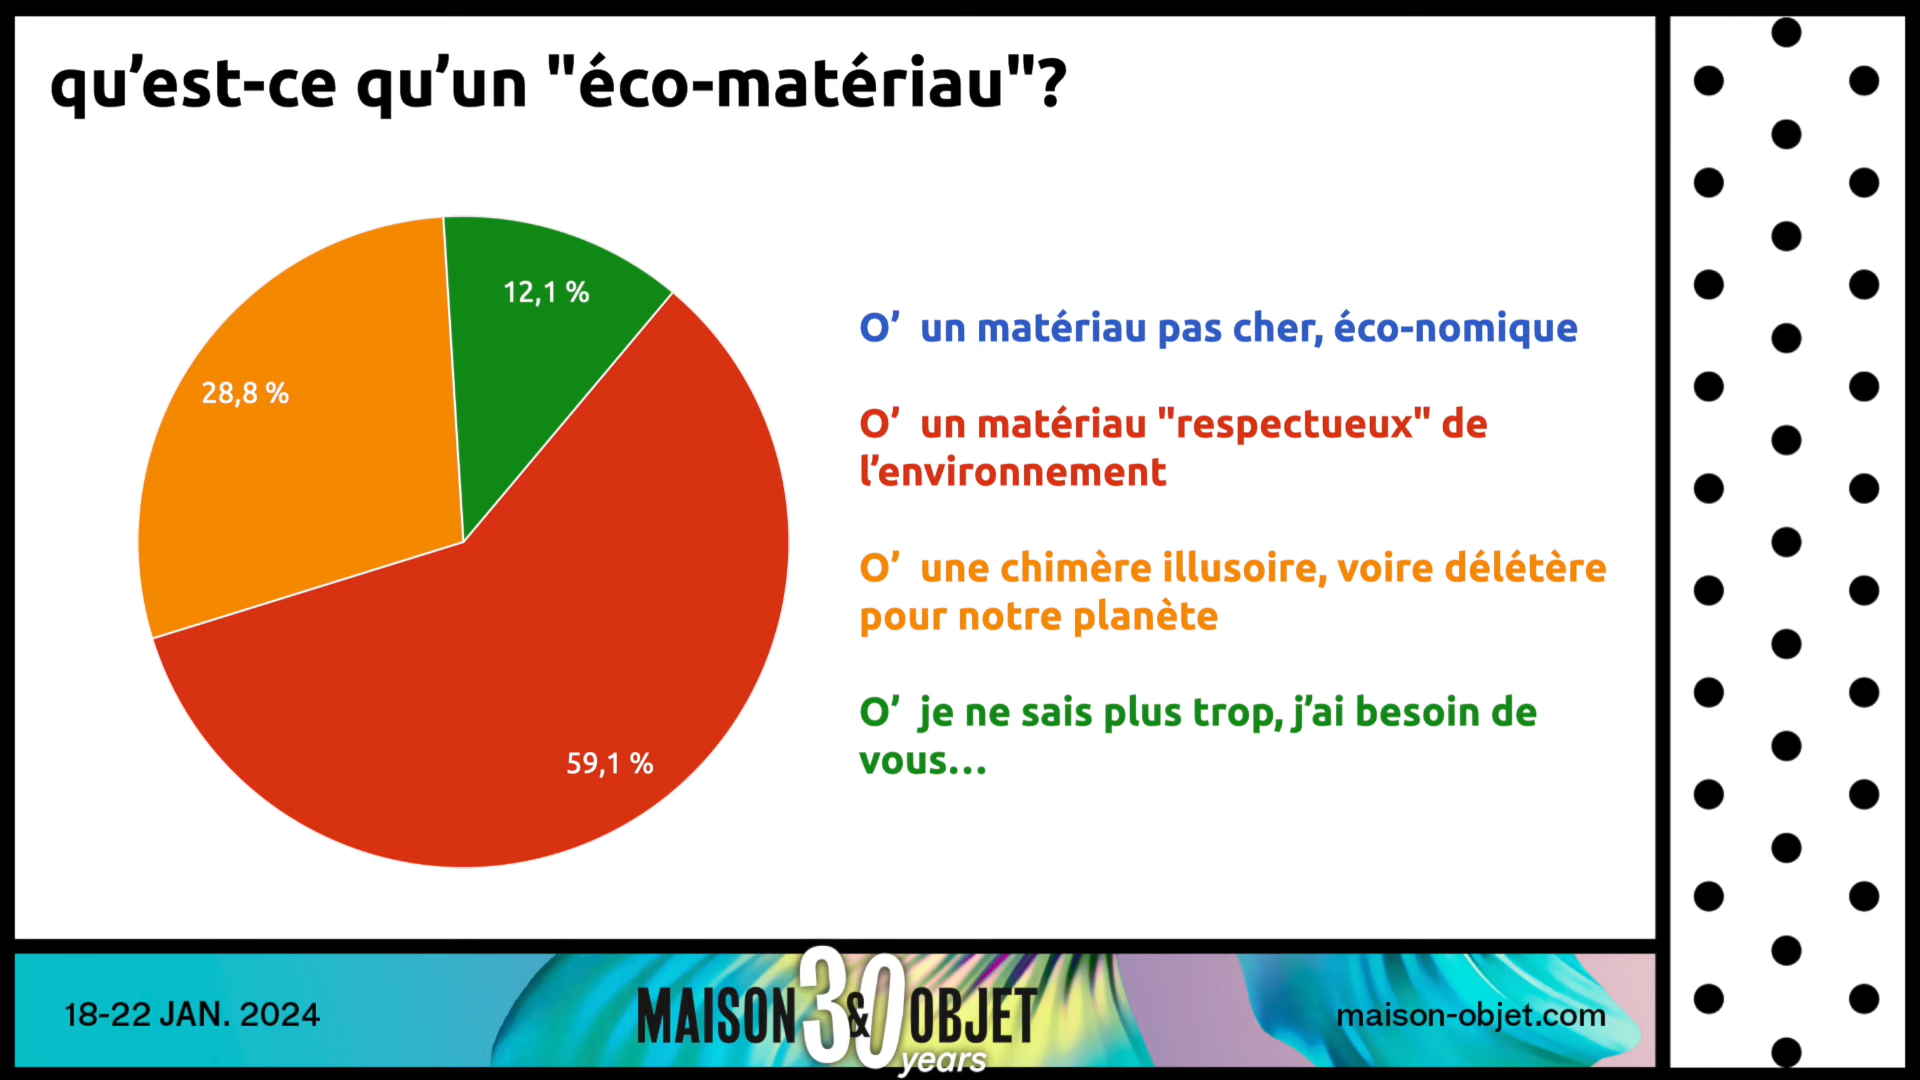 qu’est-ce qu’un "éco-matériau"?
12,1 %
28,8 %
59,1 %
O’ un matériau pas cher, éco-nomique
O’ un matériau "respectueux" de
l’environnement
O’ une chimère illusoire, voire délétère
pour notre planète
O’ je ne sais plus trop, j’ai besoin de
vous…
18-22 JAN. 2024
MAISON & OBJET
30
years
maison-objet.com